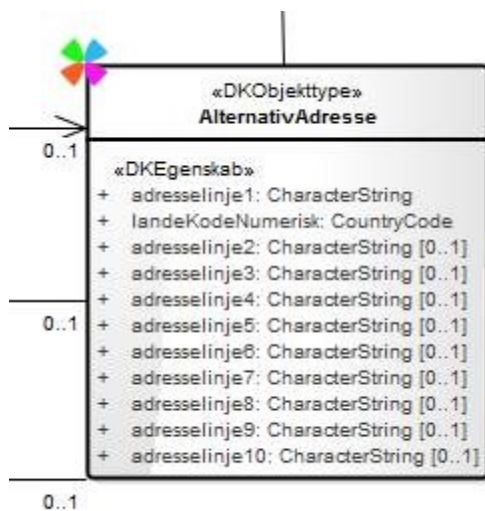 «DKObjekttype»
AlternativAdresse
0..1
«DKEgenskab»
+ adresselinje1: CharacterString
+ landeKodeNumerisk: CountryCode
+ adresselinje2: CharacterString [0..1]
+ adresselinje3: CharacterString [0..1]
+ adresselinje4: CharacterString [0..1]
0..1
+ adresselinje5: CharacterString [0..1]
+ adresselinje6: CharacterString [0..1]
+ adresselinje7: CharacterString [0..1]
+ adresselinje8: CharacterString [0..1]
+ adresselinje9: CharacterString [0..1]
+ adresselinje10: CharacterString [0..1]
0..1